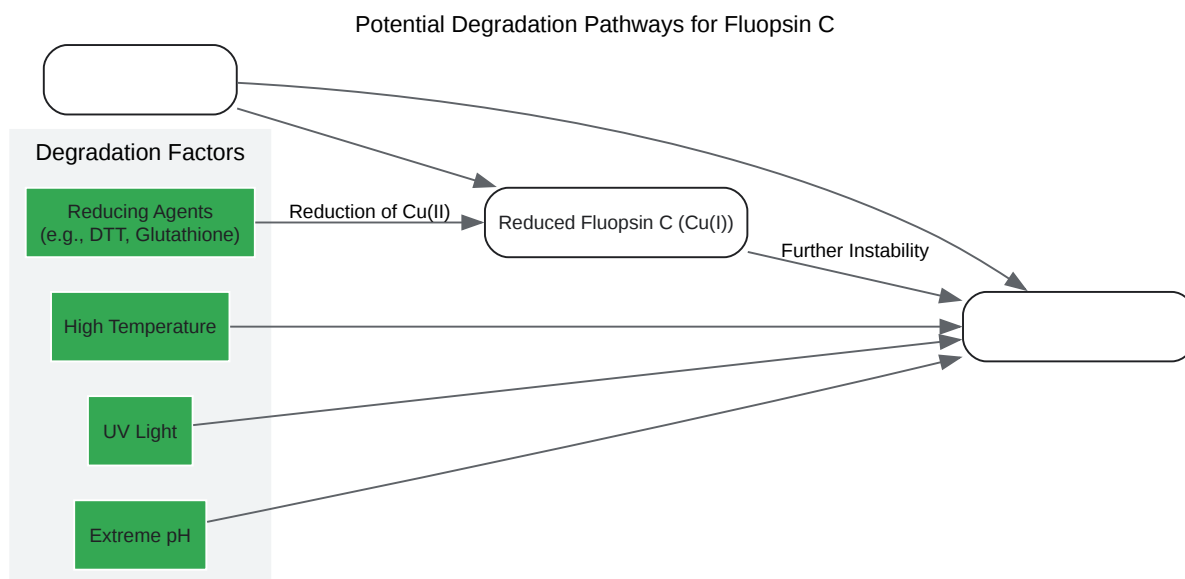 Potential Degradation Pathways for Fluopsin C
Degradation Factors
Reducing Agents
(e.g., DTT, Glutathione)
Reduction of Cu(II)
Reduced Fluopsin C (Cu(I))
Further Instability
High Temperature
UV Light
Extreme pH